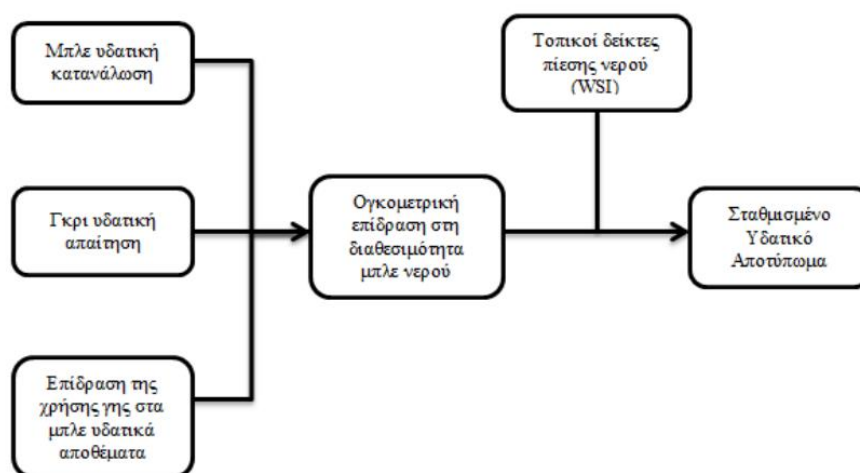 Μπλε υδατική
κατανάλωση
Γκρι υδατική
απαίτηση
Επίδραση της
χρήσης γης στα
μπλε υδατικά
αποθέματα
Ογκομετρική
επίδραση στη
διαθεσιμότητα
μπλε νερού
Τοπικοί δείκτες
πίεσης νερού
(WSI)
Σταθμισμένο
Υδατικό
Αποτύπωμα